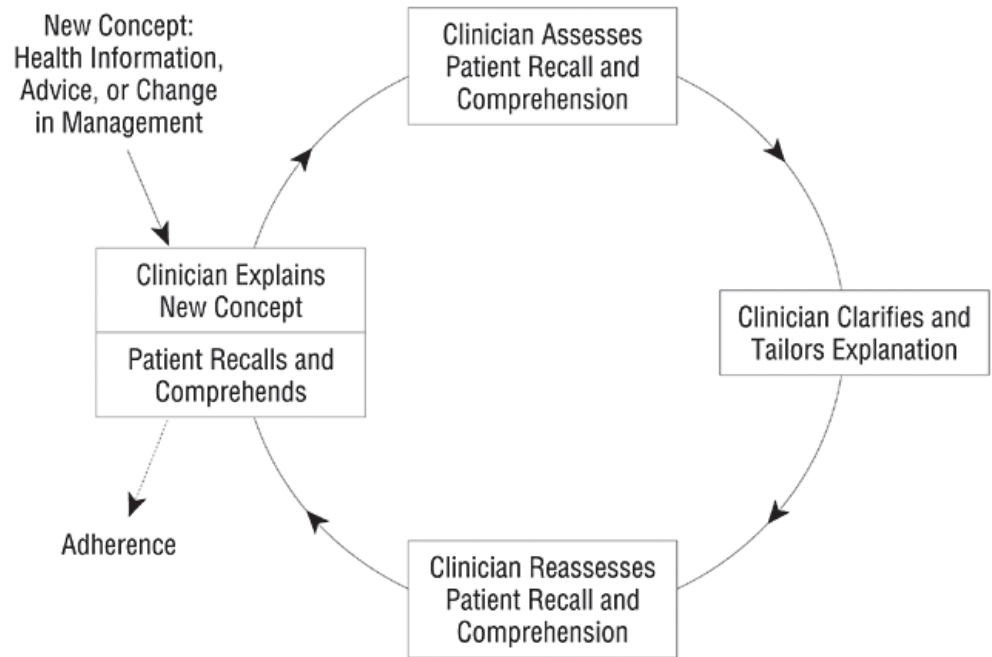 New Concept:
Health Information,
Advice, or Change
in Management
Clinician Assesses
Patient Recall and
Comprehension
Clinician Explains
New Concept
Patient Recalls and
Comprehends
Clinician Clarifies and
Tailors Explanation
Adherence
Clinician Reassesses
Patient Recall and
Comprehension